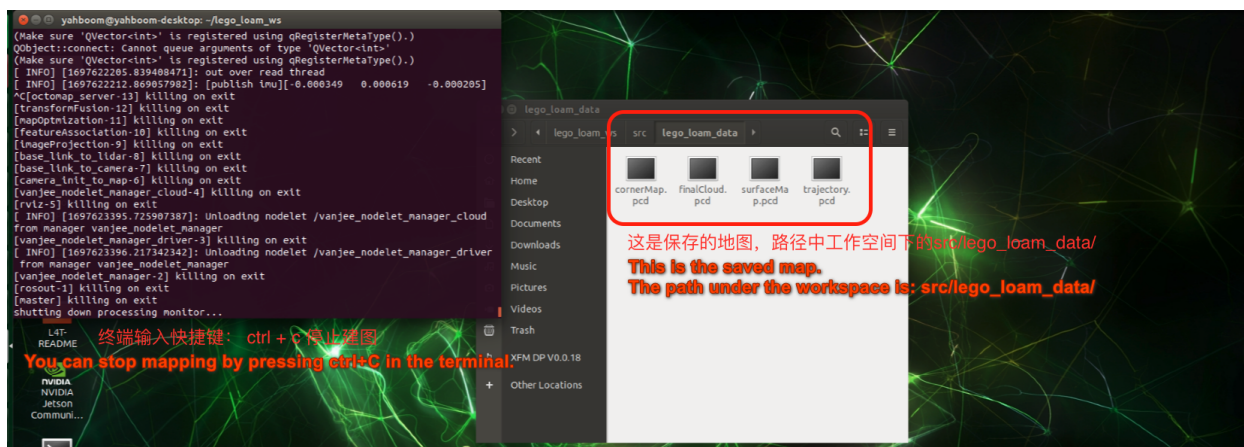 yahboom@yahboom-desktop: ~/lego_loam_ws
(Make sure 'QVector<int>' is registered using qRegisterMetaType().)
QObject::connect: Cannot queue arguments of type 'QVector<int>'
(Make sure 'QVector<int>' is registered using qRegisterMetaType().)
[ INFO] [1697622205.839408471]: out over read thread
[ INFO] [1697622212.869057982]: [publish imu][-0.000349 0.000619 -0.000205]
^C[octomap_server-13] killing on exit
[transformFusion-12] killing on exit
[mapOptmization-11] killing on exit
[featureAssociation-10] killing on exit
[imageProjection-9] killing on exit
[base_link_to_lidar-8] killing on exit
[base_link_to_camera-7] killing on exit
[camera_init_to_map-6] killing on exit
[vanjee_nodelet_manager_cloud-4] killing on exit
[rviz-5] killing on exit
[ INFO] [1697623395.725907387]: Unloading nodelet /vanjee_nodelet_manager_cloud
from manager vanjee_nodelet_manager
[vanjee_nodelet_manager_driver-3] killing on exit
[ INFO] [1697623396.217342342]: Unloading nodelet /vanjee_nodelet_manager_driver
from manager vanjee_nodelet_manager
[vanjee_nodelet_manager-2] killing on exit
[rosout-1] killing on exit
[master] killing on exit
shutting down processing monitor...
L4T-
README
终端输入快捷键： ctrl + c 停止建图
You can stop mapping by pressing ctrl+C in the terminal.
NVIDIA
NVIDIA
Jetson
Communi...
lego_loam_data
lego_loam_ws src lego_loam_data
Recent
Home
Desktop
Documents
Downloads
Music
Pictures
Videos
Trash
XFM DP V0.0.18
Other Locations
cornerMap.
pcd
finalCloud.
pcd
surfaceMa
p.pcd
trajectory.
pcd
这是保存的地图，路径中工作空间下的src/lego_loam_data/
This is the saved map.
The path under the workspace is: src/lego_loam_data/